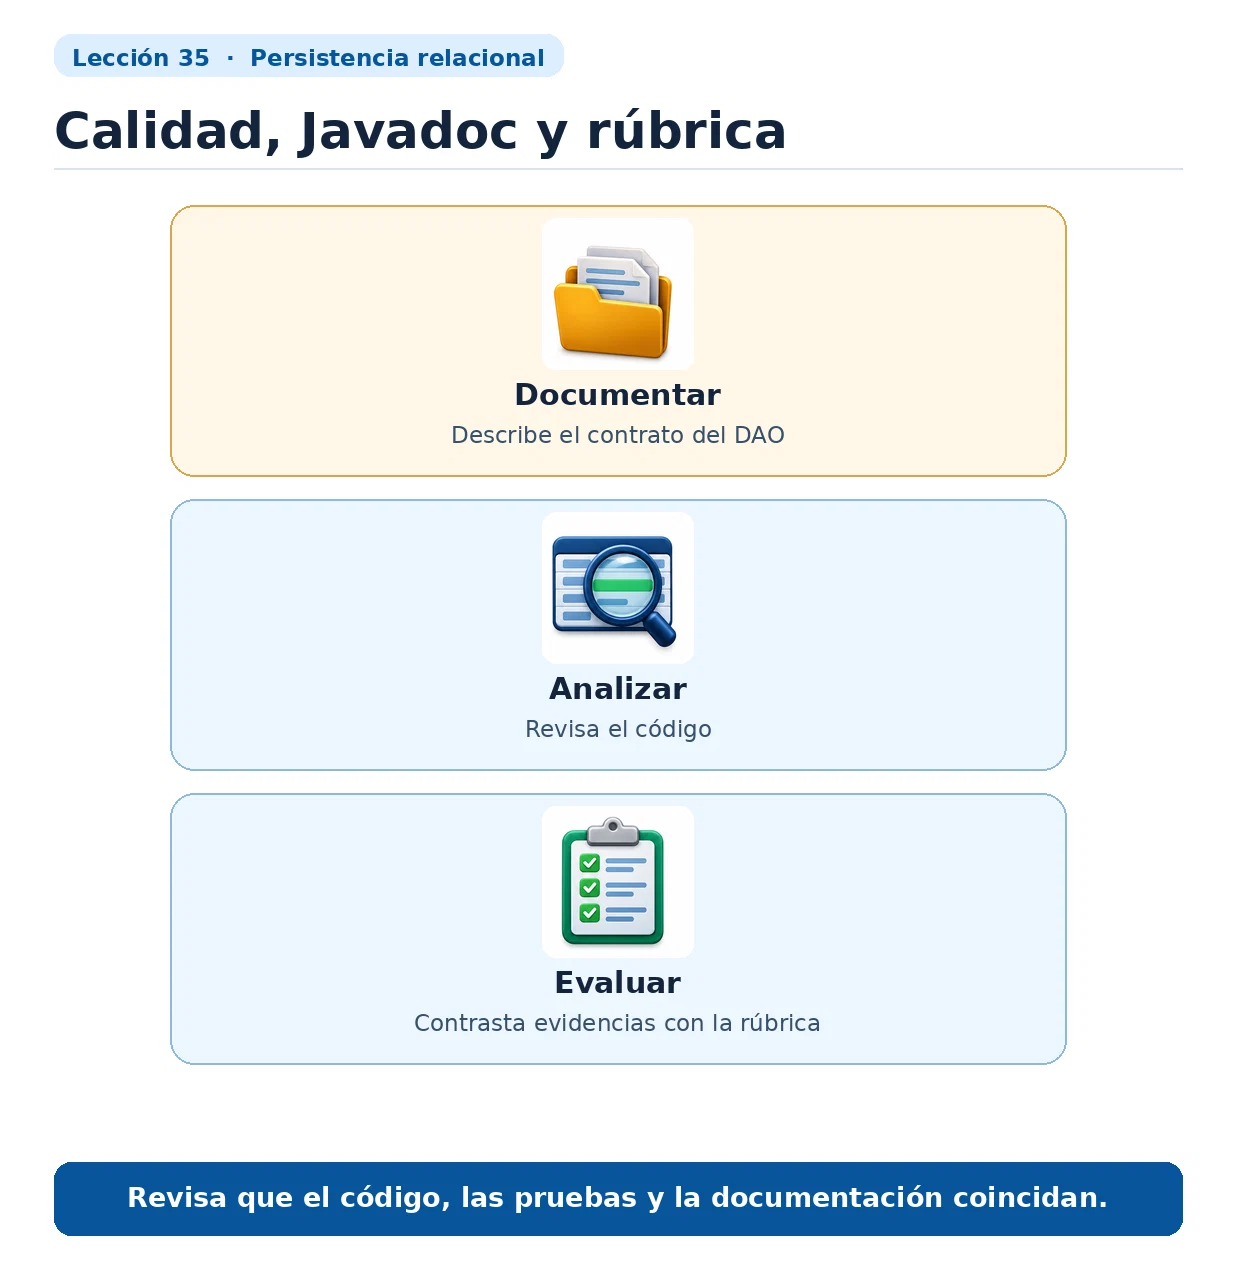 Lección 35 · Persistencia relacional
Calidad, Javadoc y rúbrica
Documentar
Describe el contrato del DAO
Analizar
Revisa el código
Evaluar
Contrasta evidencias con la rúbrica
Revisa que el código, las pruebas y la documentación coincidan.